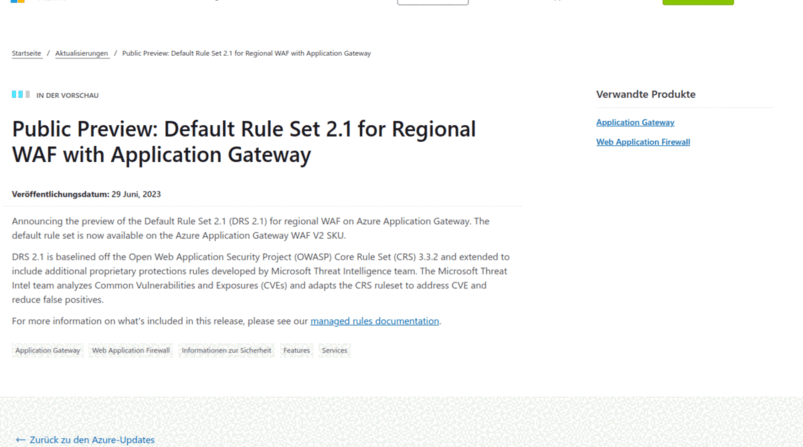 Startseite / Aktualisierungen / Public Preview: Default Rule Set 2.1 for Regional WAF with Application Gateway
IN DER VORSCHAU
Public Preview: Default Rule Set 2.1 for Regional
WAF with Application Gateway
Veröffentlichungsdatum: 29 Juni, 2023
Announcing the preview of the Default Rule Set 2.1 (DRS 2.1) for regional WAF on Azure Application Gateway. The
default rule set is now available on the Azure Application Gateway WAF V2 SKU.
DRS 2.1 is baselined off the Open Web Application Security Project (OWASP) Core Rule Set (CRS) 3.3.2 and extended to
include additional proprietary protections rules developed by Microsoft Threat Intelligence team. The Microsoft Threat
Intel team analyzes Common Vulnerabilities and Exposures (CVEs) and adapts the CRS ruleset to address CVE and
reduce false positives.
For more information on what's included in this release, please see our managed rules documentation.
Application Gateway Web Application Firewall Informationen zur Sicherheit Features Services
Verwandte Produkte
Application Gateway
Web Application Firewall
← Zurück zu den Azure-Updates